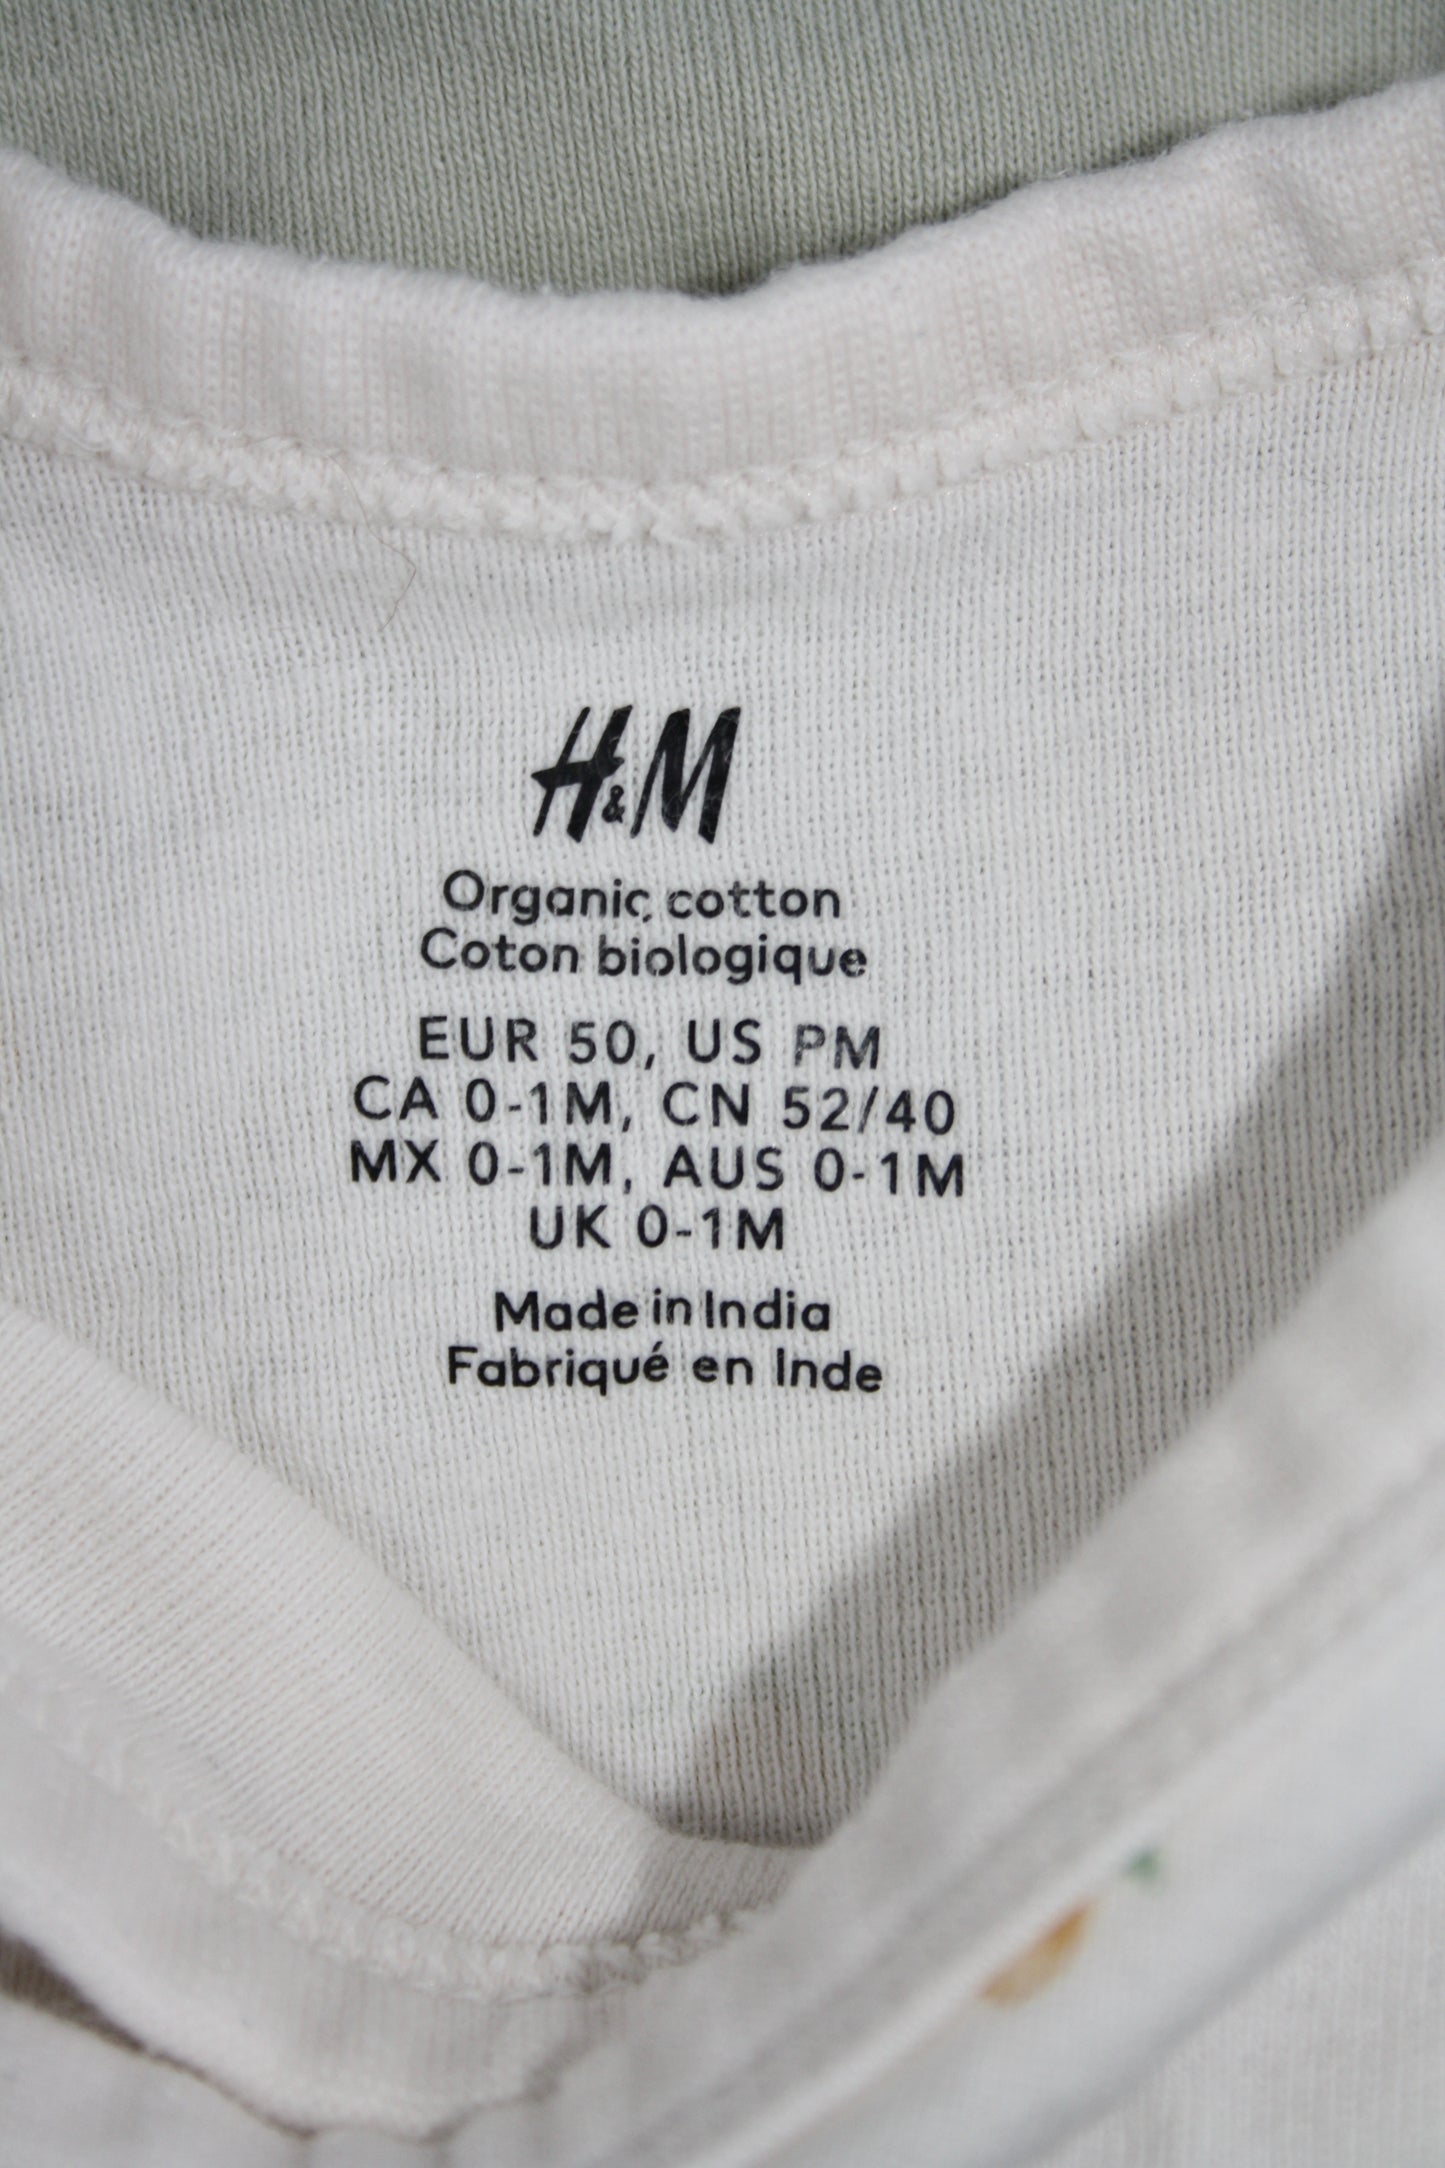 H&M
Organic cotton
Coton biologique
EUR 50, US PM
CA 0-1M, CN 52/40
MX 0-1M, AUS 0-1M
UK 0-1M
Made in India
Fabriqué en Inde